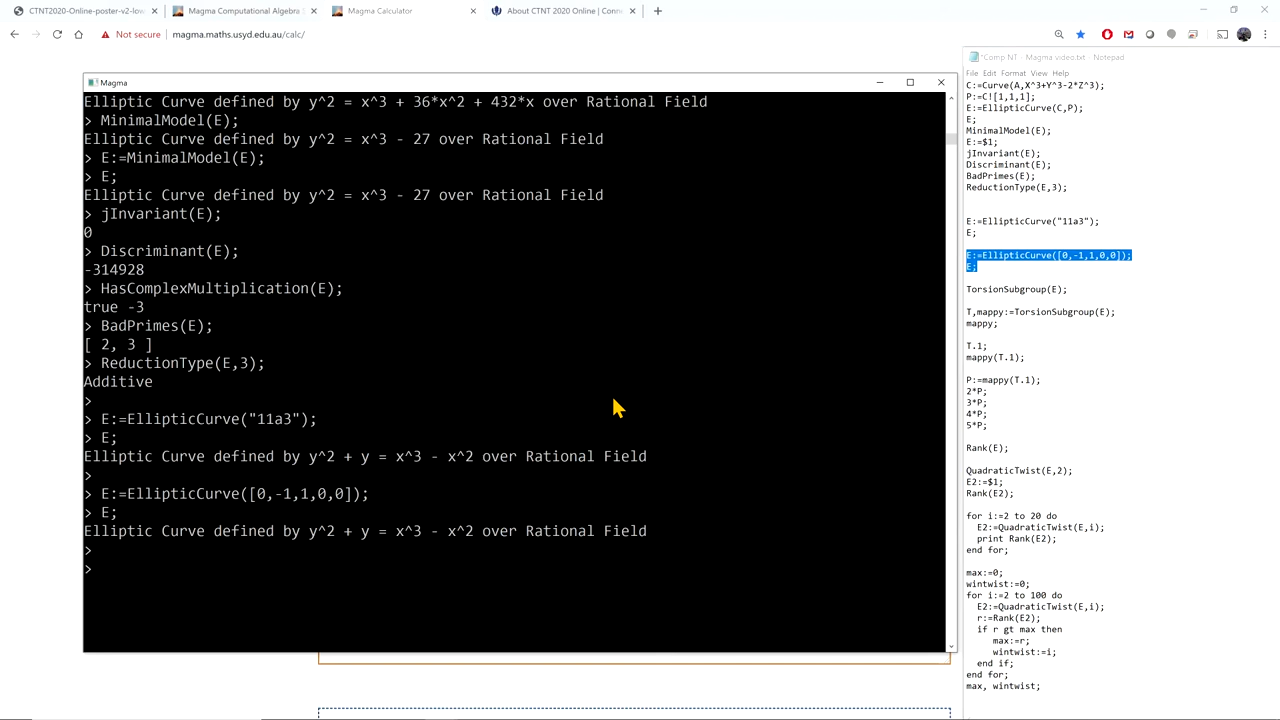 CTNT2020-Online-poster-v2-low
Magma Computational Algebra
Magma Calculator
About CTNT 2020 Online | Conn
Not secure
magma.maths.usyd.edu.au/calc/
Magma
Elliptic Curve defined by y^2 = x^3 + 36*x^2 + 432*x over Rational Field
> MinimalModel(E);
Elliptic Curve defined by y^2 = x^3 - 27 over Rational Field
> E:=MinimalModel(E);
> E;
Elliptic Curve defined by y^2 = x^3 - 27 over Rational Field
> jInvariant(E);
0
> Discriminant(E);
-314928
> HasComplexMultiplication(E);
true -3
> BadPrimes(E);
[ 2, 3 ]
> ReductionType(E,3);
Additive
>
> E:=EllipticCurve("11a3");
> E;
Elliptic Curve defined by y^2 + y = x^3 - x^2 over Rational Field
>
> E:=EllipticCurve([0,-1,1,0,0]);
> E;
Elliptic Curve defined by y^2 + y = x^3 - x^2 over Rational Field
>
>
*Comp NT - Magma video.txt - Notepad
File Edit Format View Help
C:=Curve(A,X^3+Y^3-2*Z^3);
P:=C![1,1,1];
E:=EllipticCurve(C,P);
E;
MinimalModel(E);
E:=$1;
jInvariant(E);
Discriminant(E);
BadPrimes(E);
ReductionType(E,3);
E:=EllipticCurve("11a3");
E;
E:=EllipticCurve([0,-1,1,0,0]);
E;
TorsionSubgroup(E);
T,mappy:=TorsionSubgroup(E);
mappy;
T.1;
mappy(T.1);
P:=mappy(T.1);
2*P;
3*P;
4*P;
5*P;
Rank(E);
QuadraticTwist(E,2);
E2:=$1;
Rank(E2);
for i:=2 to 20 do
E2:=QuadraticTwist(E,i);
print Rank(E2);
end for;
max:=0;
wintwist:=0;
for i:=2 to 100 do
E2:=QuadraticTwist(E,i);
r:=Rank(E2);
if r gt max then
max:=r;
wintwist:=i;
end if;
end for;
max, wintwist;